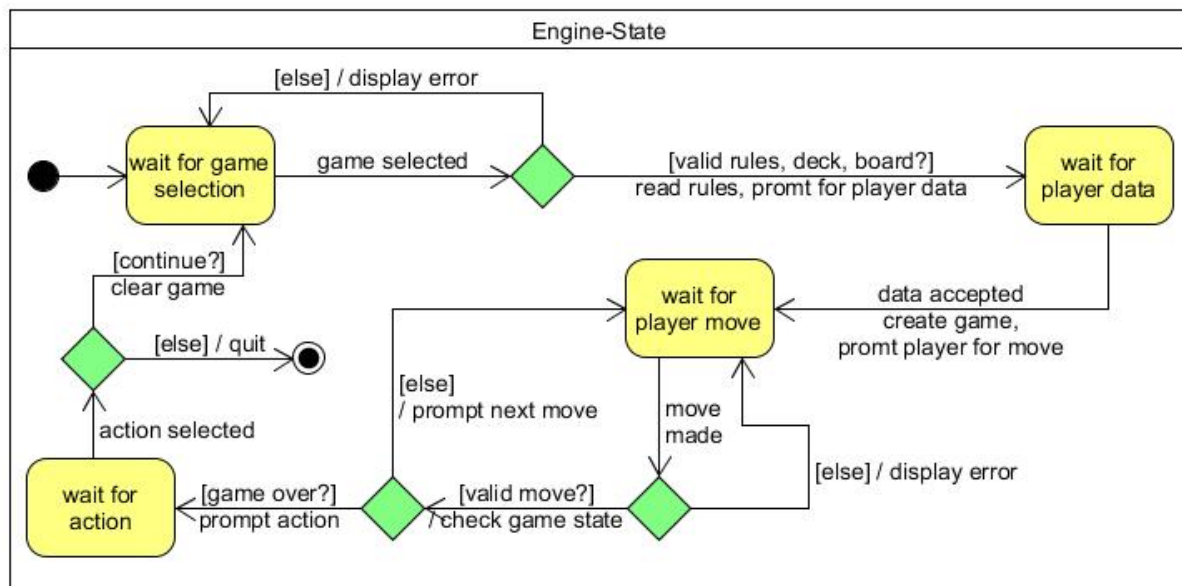 Engine-State
[else] / display error
wait for game
selection
game selected
[valid rules, deck, board?]
read rules, promt for player data
wait for
player data
[continue?]
clear game
wait for
player move
data accepted
create game,
promt player for move
[else] / quit
[else]
/ prompt next move
move
made
action selected
[else] / display error
wait for
action
[game over?]
prompt action
[valid move?]
/ check game state